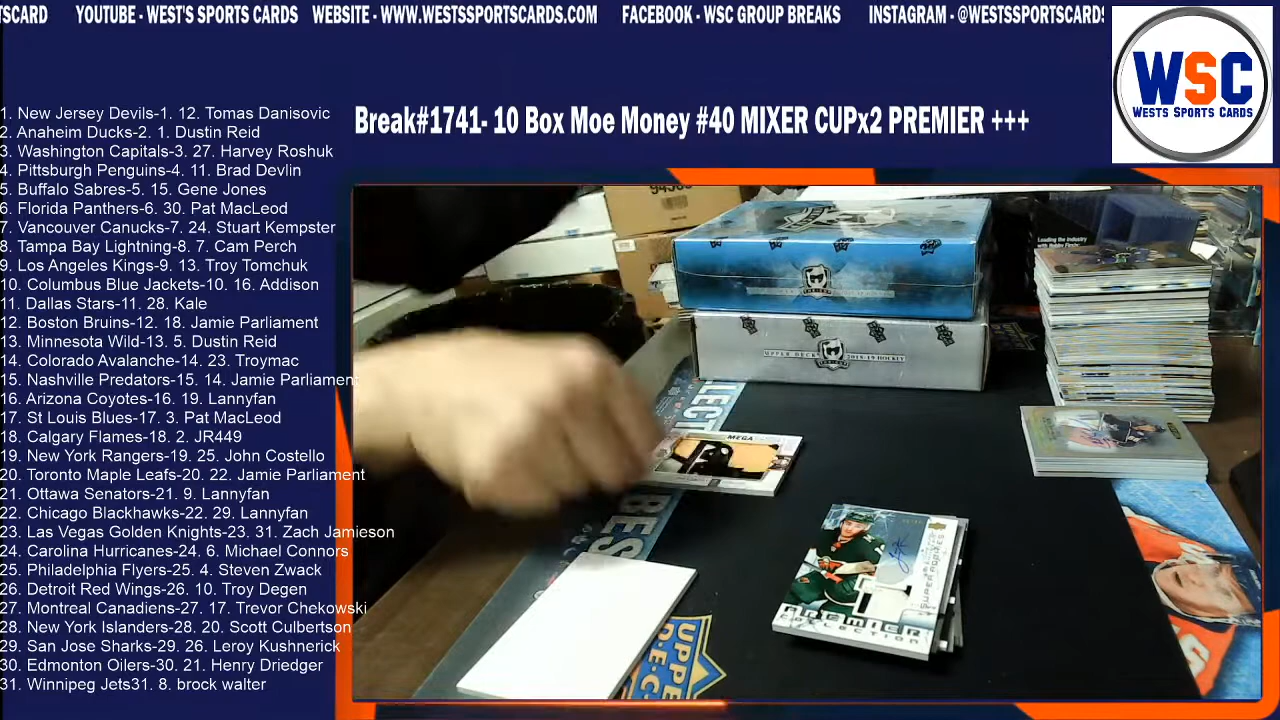 TSCARD YOUTUBE - WEST'S SPORTS CARDS WEBSITE - WWW.WESTSSPORTSCARDS.COM FACEBOOK - WSC GROUP BREAKS INSTAGRAM - @WESTSSPORTSCARDS
WSC
WESTS SPORTS CARDS
Break#1741- 10 Box Moe Money #40 MIXER CUPx2 PREMIER +++
1. New Jersey Devils-1. 12. Tomas Danisovic
2. Anaheim Ducks-2. 1. Dustin Reid
3. Washington Capitals-3. 27. Harvey Roshuk
4. Pittsburgh Penguins-4. 11. Brad Devlin
5. Buffalo Sabres-5. 15. Gene Jones
6. Florida Panthers-6. 30. Pat MacLeod
7. Vancouver Canucks-7. 24. Stuart Kempster
8. Tampa Bay Lightning-8. 7. Cam Perch
9. Los Angeles Kings-9. 13. Troy Tomchuk
10. Columbus Blue Jackets-10. 16. Addison
11. Dallas Stars-11. 28. Kale
12. Boston Bruins-12. 18. Jamie Parliament
13. Minnesota Wild-13. 5. Dustin Reid
14. Colorado Avalanche-14. 23. Troymac
15. Nashville Predators-15. 14. Jamie Parliament
16. Arizona Coyotes-16. 19. Lannyfan
17. St Louis Blues-17. 3. Pat MacLeod
18. Calgary Flames-18. 2. JR449
19. New York Rangers-19. 25. John Costello
20. Toronto Maple Leafs-20. 22. Jamie Parliament
21. Ottawa Senators-21. 9. Lannyfan
22. Chicago Blackhawks-22. 29. Lannyfan
23. Las Vegas Golden Knights-23. 31. Zach Jamieson
24. Carolina Hurricanes-24. 6. Michael Connors
25. Philadelphia Flyers-25. 4. Steven Zwack
26. Detroit Red Wings-26. 10. Troy Degen
27. Montreal Canadiens-27. 17. Trevor Chekowski
28. New York Islanders-28. 20. Scott Culbertson
29. San Jose Sharks-29. 26. Leroy Kushnerick
30. Edmonton Oilers-30. 21. Henry Driedger
31. Winnipeg Jets31. 8. brock walter
THE CUP
UPPER DECK 2018-19 HOCKEY
MEGA
PREMIER
COLLECTION